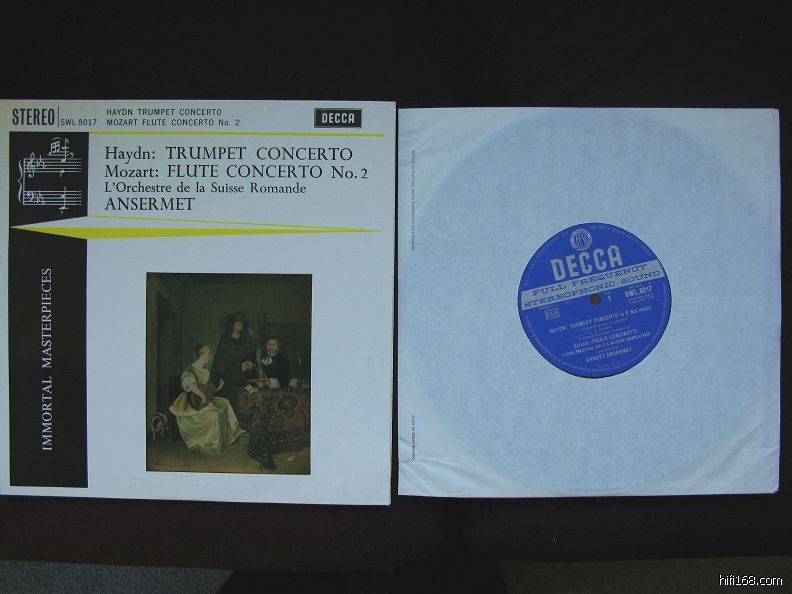 STEREO
SWL 8017
HAYDN TRUMPET CONCERTO
MOZART FLUTE CONCERTO No. 2
DECCA
Haydn: TRUMPET CONCERTO
Mozart: FLUTE CONCERTO No. 2
L'Orchestre de la Suisse Romande
ANSERMET
IMMORTAL MASTERPIECES
DECCA
FULL FREQUENCY
STEREOPHONIC SOUND
1
SWL.8017
HAYDN: TRUMPET CONCERTO in E flat major
Soloist: PAOLO LONGINOTTI
L'ORCHESTRE DE LA SUISSE ROMANDE
ERNEST ANSERMET
hifi168.com